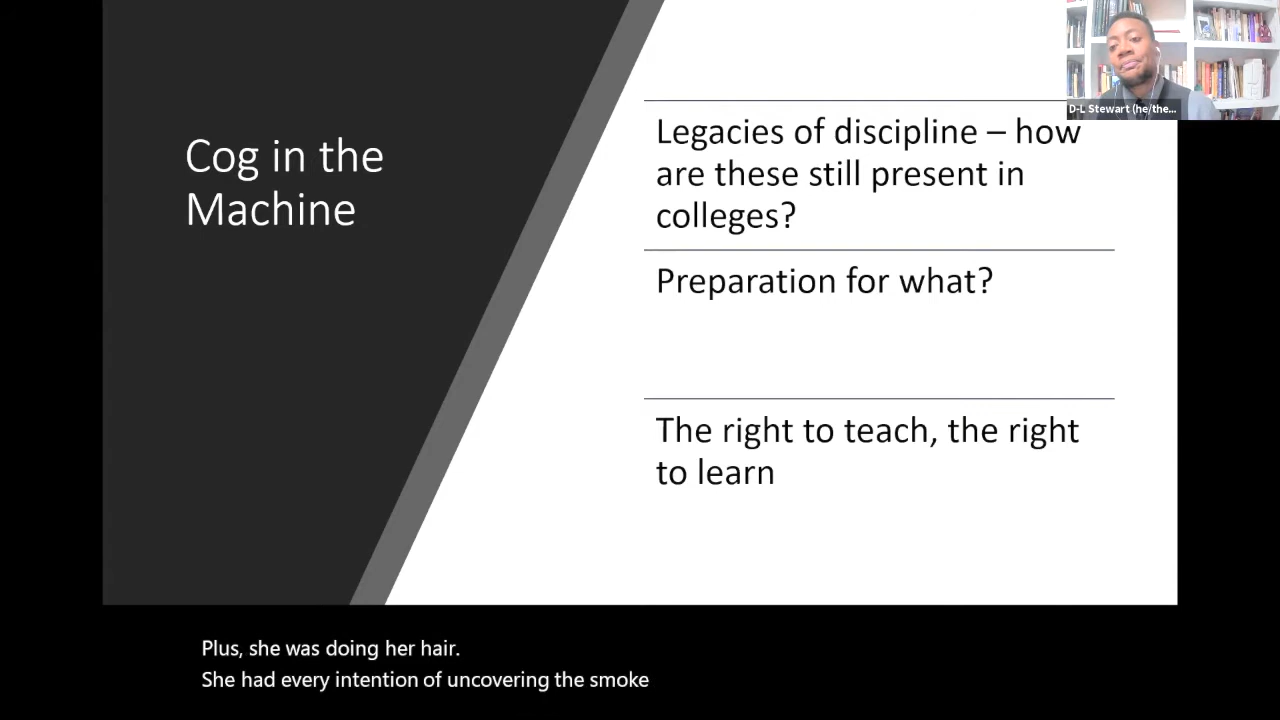 Cog in the
Machine
D-L Stewart (he/the...
Legacies of discipline – how
are these still present in
colleges?
Preparation for what?
The right to teach, the right
to learn
Plus, she was doing her hair.
She had every intention of uncovering the smoke